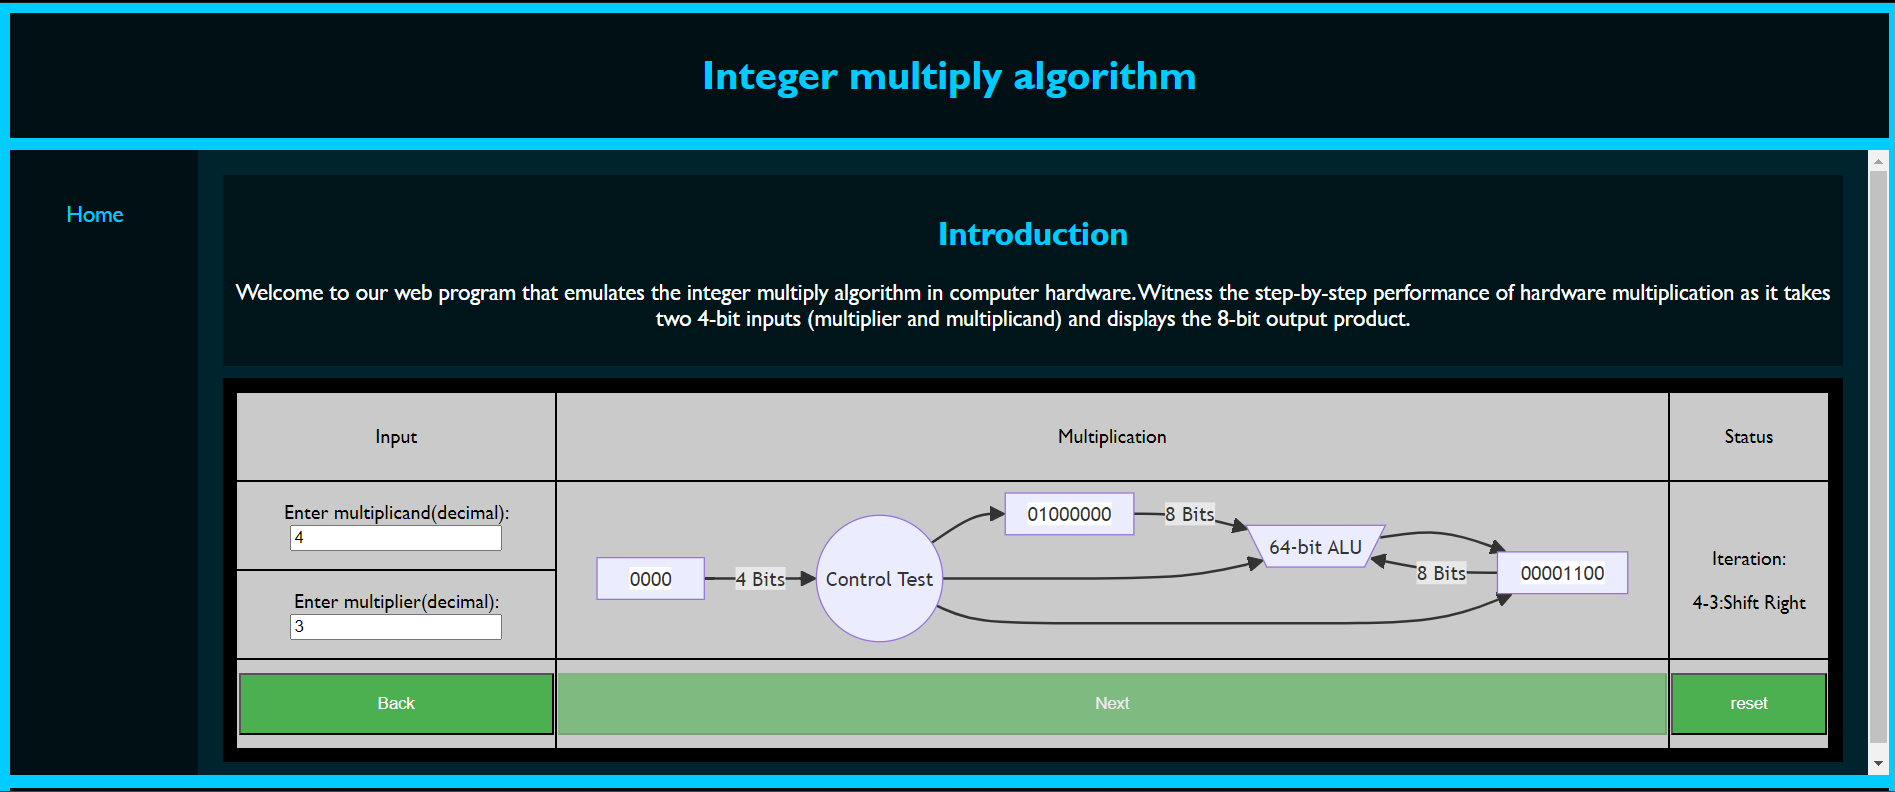 Integer multiply algorithm
Home
Introduction
Welcome to our web program that emulates the integer multiply algorithm in computer hardware. Witness the step-by-step performance of hardware multiplication as it takes
two 4-bit inputs (multiplier and multiplicand) and displays the 8-bit output product.
Input
Multiplication
Status
Enter multiplicand(decimal):
4
Enter multiplier(decimal):
3
0000
4 Bits
Control Test
01000000
8 Bits
64-bit ALU
8 Bits
00001100
Iteration:
4-3:Shift Right
Back
Next
reset